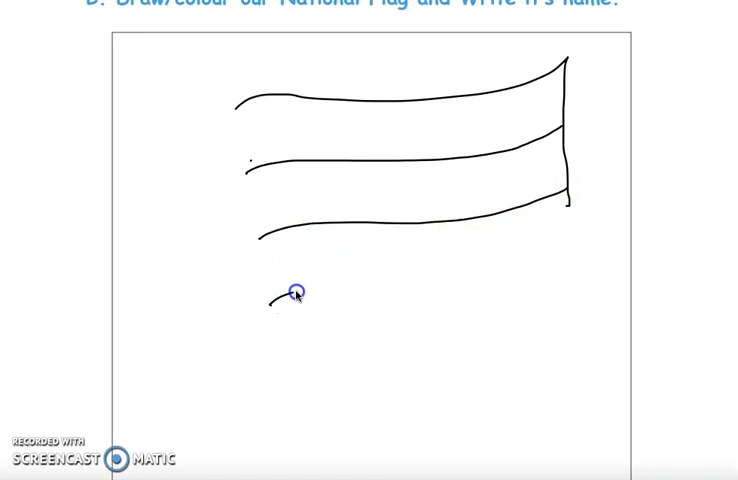 D. Draw/colour our National Flag and Write it's name.
RECORDED WITH
SCREENCAST MATIC